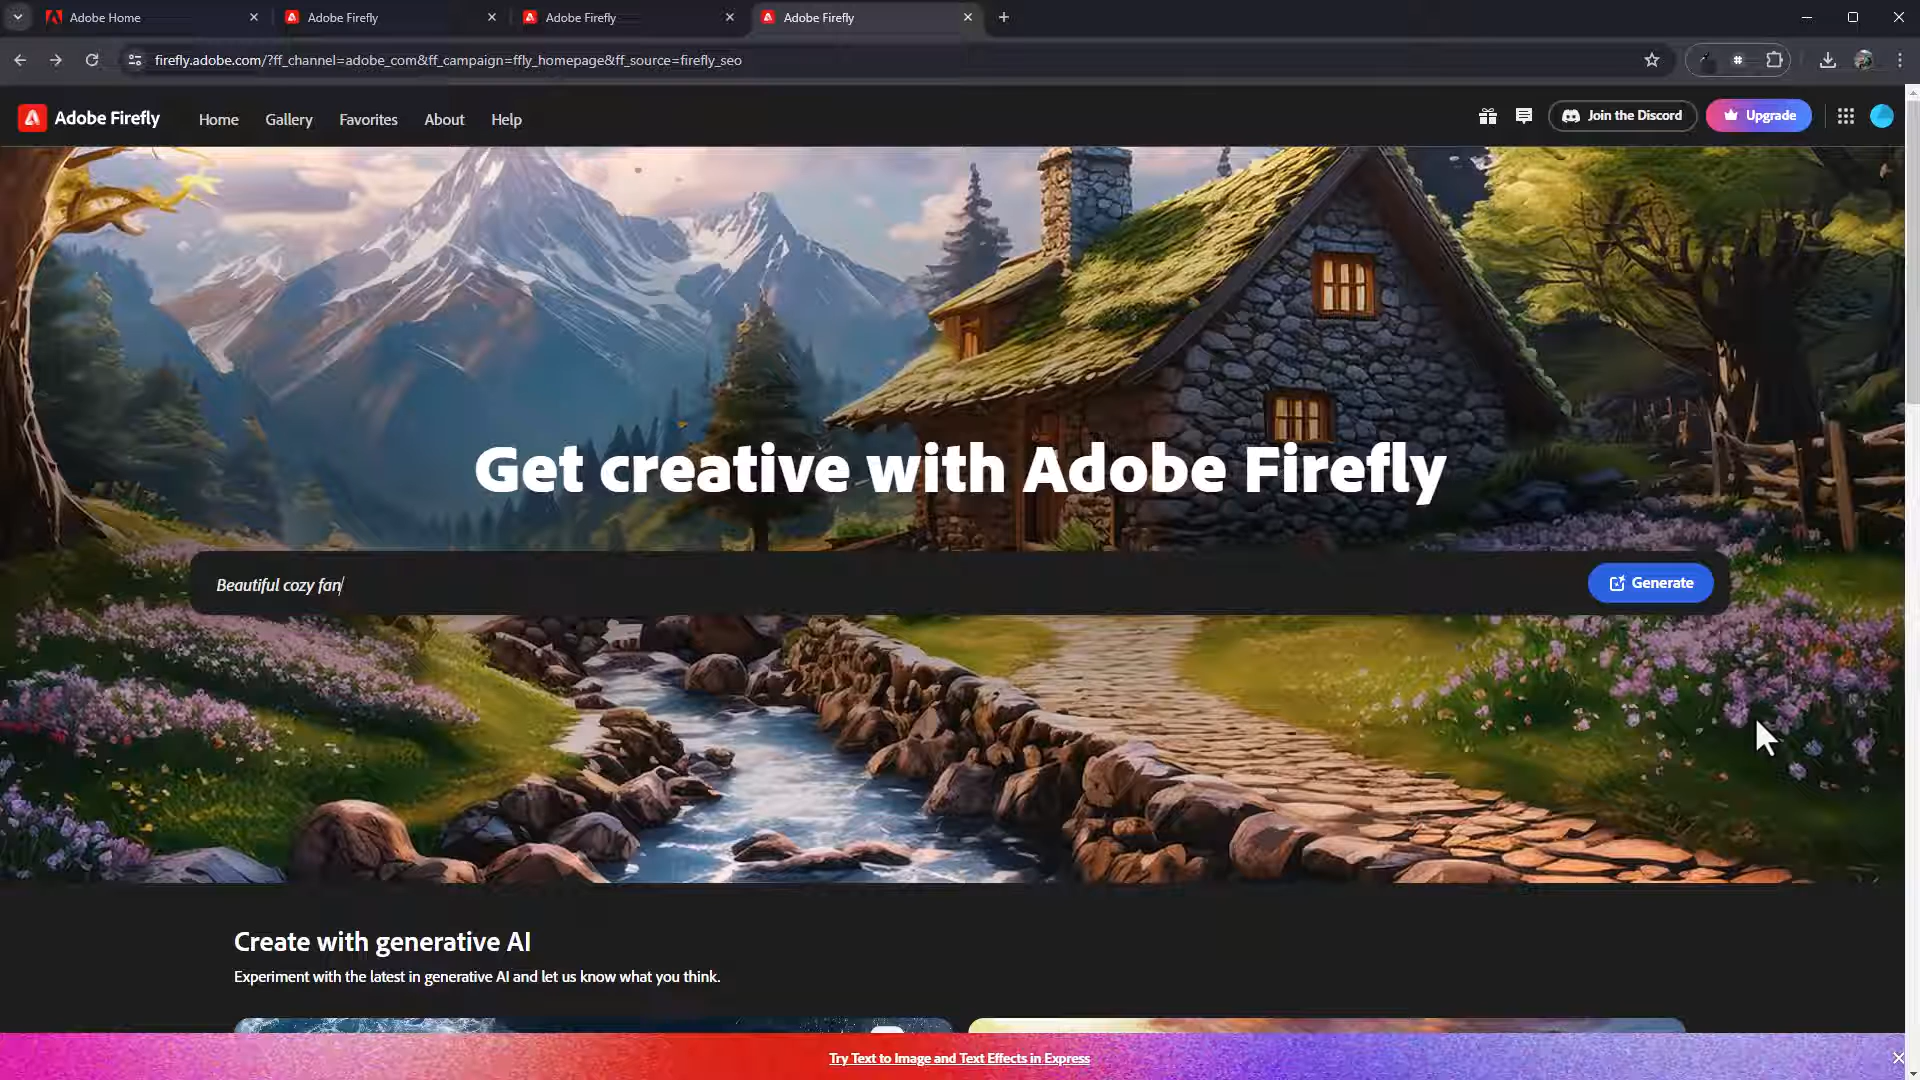 Adobe Home
Adobe Firefly
Adobe Firefly
Adobe Firefly
firefly.adobe.com/?ff_channel=adobe_com&ff_campaign=ffly_homepage&ff_source=firefly_seo
Adobe Firefly
Home
Gallery
Favorites
About
Help
Join the Discord
Upgrade
Get creative with Adobe Firefly
Beautiful cozy fan
Generate
Create with generative AI
Experiment with the latest in generative AI and let us know what you think.
Try Text to Image and Text Effects in Express